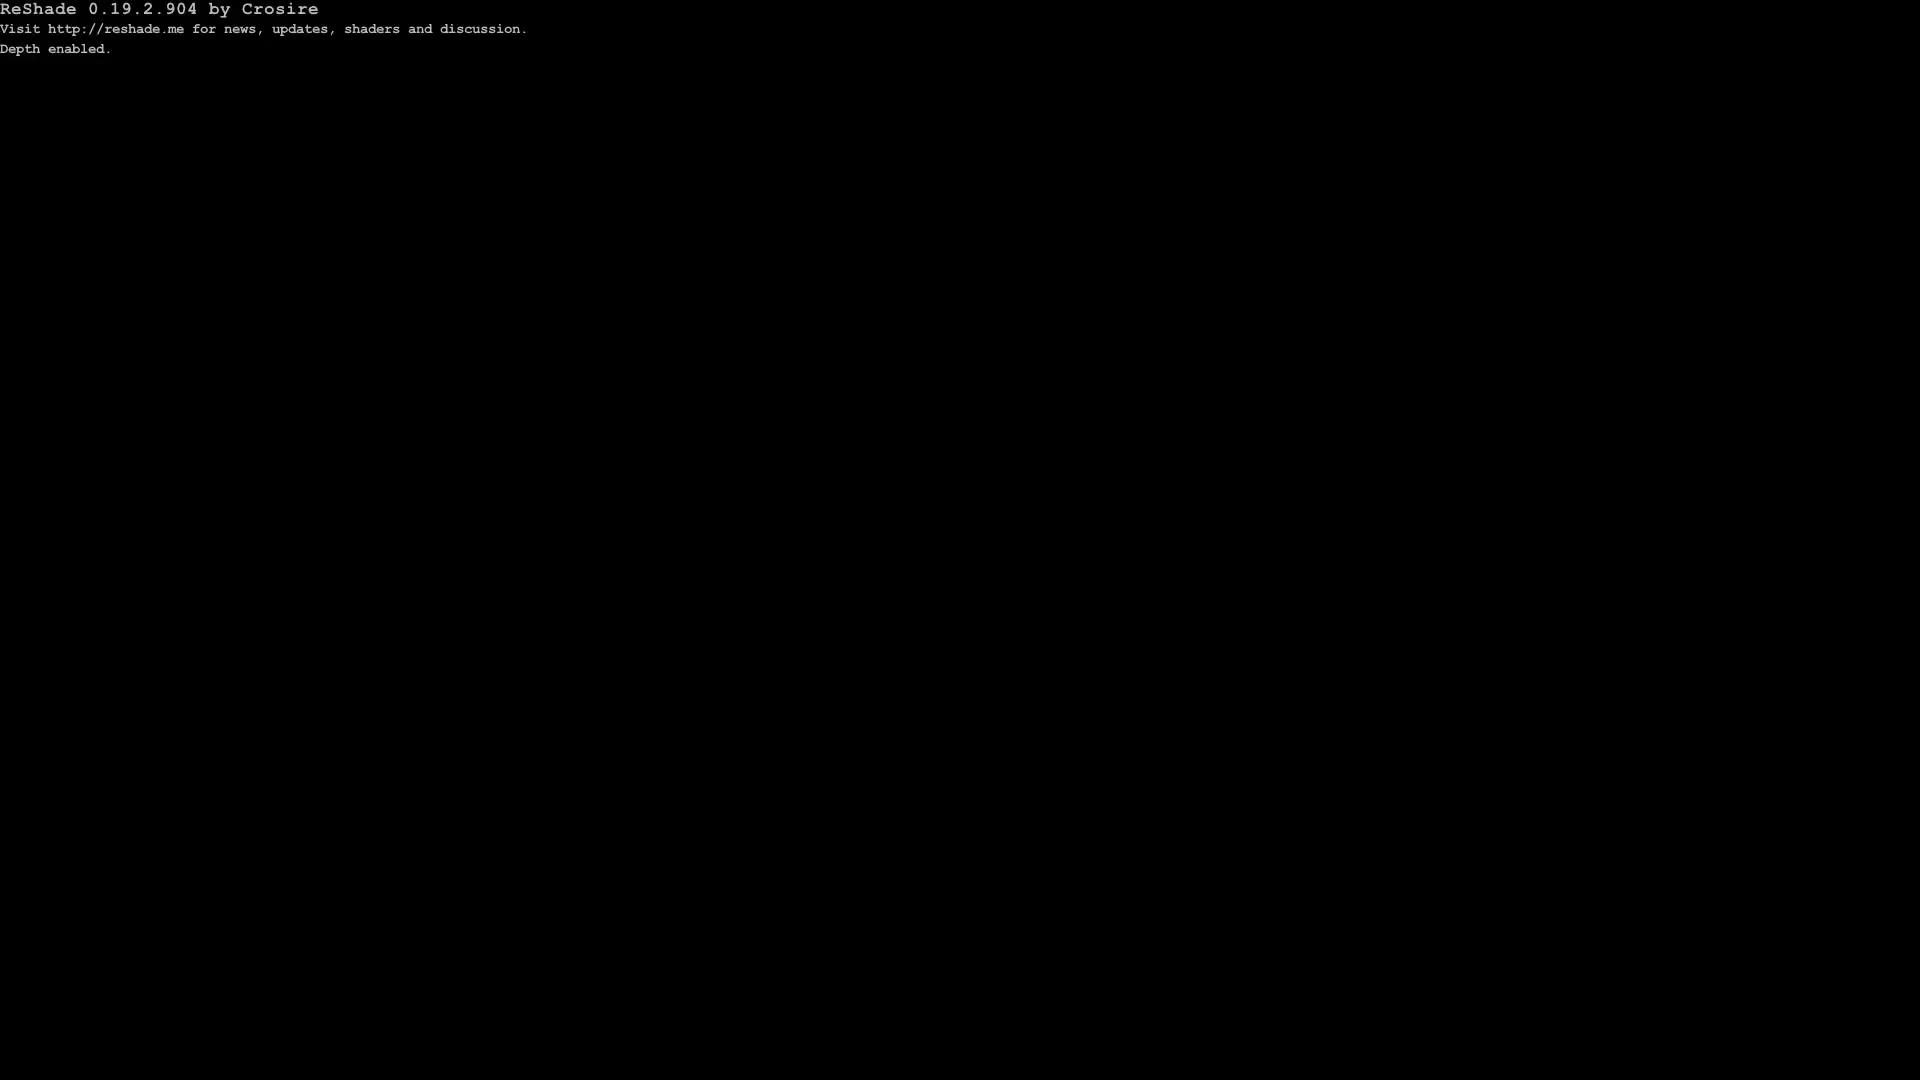 ReShade 0.19.2.904 by Crosire
Visit http://reshade.me for news, updates, shaders and discussion.
Depth enabled.